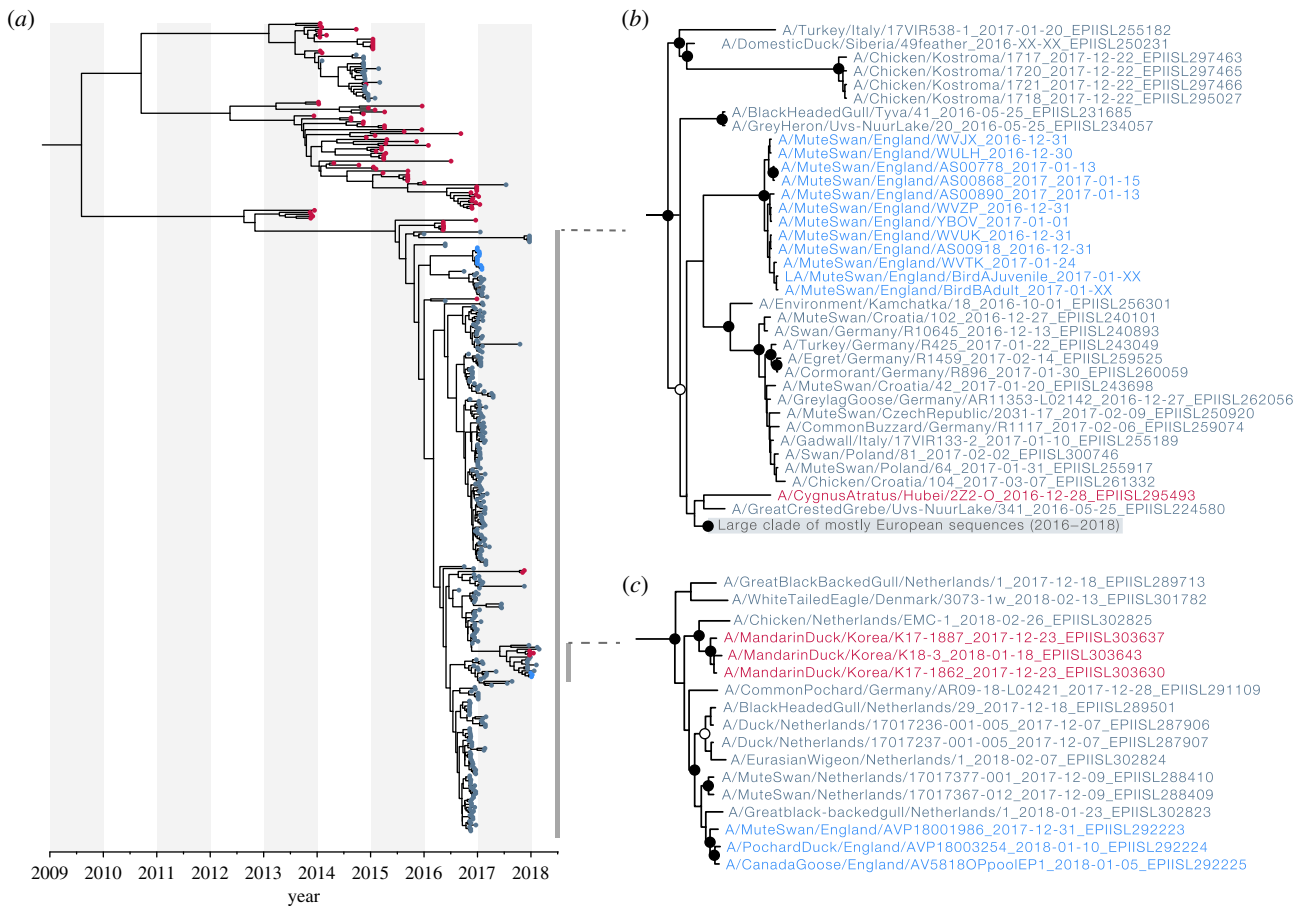 (a)
2009 2010 2011 2012 2013 2014 2015 2016 2017 2018
year
(b)
A/Turkey/Italy/17VIR538-1_2017-01-20_EPIISL255182
A/DomesticDuck/Siberia/49feather_2016-XX-XX_EPIISL250231
A/Chicken/Kostroma/1717_2017-12-22_EPIISL297463
A/Chicken/Kostroma/1720_2017-12-22_EPIISL297465
A/Chicken/Kostroma/1721_2017-12-22_EPIISL297466
A/Chicken/Kostroma/1718_2017-12-22_EPIISL295027
A/BlackHeadedGull/Tyva/41_2016-05-25_EPIISL231685
A/GreyHeron/Uvs-NuurLake/20_2016-05-25_EPIISL234057
A/MuteSwan/England/WVJX_2016-12-31
A/MuteSwan/England/WULH_2016-12-30
A/MuteSwan/England/AS00778_2017-01-13
A/MuteSwan/England/AS00868_2017_2017-01-15
A/MuteSwan/England/AS00890_2017_2017-01-13
A/MuteSwan/England/WVZP_2016-12-31
A/MuteSwan/England/YBOV_2017-01-01
A/MuteSwan/England/WVUK_2016-12-31
A/MuteSwan/England/AS00918_2016-12-31
A/MuteSwan/England/WVTK_2017-01-24
LA/MuteSwan/England/BirdAJuvenile_2017-01-XX
A/MuteSwan/England/BirdBAdult_2017-01-XX
A/Environment/Kamchatka/18_2016-10-01_EPIISL256301
A/MuteSwan/Croatia/102_2016-12-27_EPIISL240101
A/Swan/Germany/R10645_2016-12-13_EPIISL240893
A/Turkey/Germany/R425_2017-01-22_EPIISL243049
A/Egret/Germany/R1459_2017-02-14_EPIISL259525
A/Cormorant/Germany/R896_2017-01-30_EPIISL260059
A/MuteSwan/Croatia/42_2017-01-20_EPIISL243698
A/GreylagGoose/Germany/AR11353-L02142_2016-12-27_EPIISL262056
A/MuteSwan/CzechRepublic/2031-17_2017-02-09_EPIISL250920
A/CommonBuzzard/Germany/R1117_2017-02-06_EPIISL259074
A/Gadwall/Italy/17VIR133-2_2017-01-10_EPIISL255189
A/Swan/Poland/81_2017-02-02_EPIISL300746
A/MuteSwan/Poland/64_2017-01-31_EPIISL255917
A/Chicken/Croatia/104_2017-03-07_EPIISL261332
A/CygnusAtratus/Hubei/2Z2-O_2016-12-28_EPIISL295493
A/GreatCrestedGrebe/Uvs-NuurLake/341_2016-05-25_EPIISL224580
Large clade of mostly European sequences (2016–2018)
(c)
A/GreatBlackBackedGull/Netherlands/1_2017-12-18_EPIISL289713
A/WhiteTailedEagle/Denmark/3073-1w_2018-02-13_EPIISL301782
A/Chicken/Netherlands/EMC-1_2018-02-26_EPIISL302825
A/MandarinDuck/Korea/K17-1887_2017-12-23_EPIISL303637
A/MandarinDuck/Korea/K18-3_2018-01-18_EPIISL303643
A/MandarinDuck/Korea/K17-1862_2017-12-23_EPIISL303630
A/CommonPochard/Germany/AR09-18-L02421_2017-12-28_EPIISL291109
A/BlackHeadedGull/Netherlands/29_2017-12-18_EPIISL289501
A/Duck/Netherlands/17017236-001-005_2017-12-07_EPIISL287906
A/Duck/Netherlands/17017237-001-005_2017-12-07_EPIISL287907
A/EurasianWigeon/Netherlands/1_2018-02-07_EPIISL302824
A/MuteSwan/Netherlands/17017377-001_2017-12-09_EPIISL288410
A/MuteSwan/Netherlands/17017367-012_2017-12-09_EPIISL288409
A/Greatblack-backedgull/Netherlands/1_2018-01-23_EPIISL302823
A/MuteSwan/England/AVP18001986_2017-12-31_EPIISL292223
A/PochardDuck/England/AVP18003254_2018-01-10_EPIISL292224
A/CanadaGoose/England/AV5818OPpoolEP1_2018-01-05_EPIISL292225